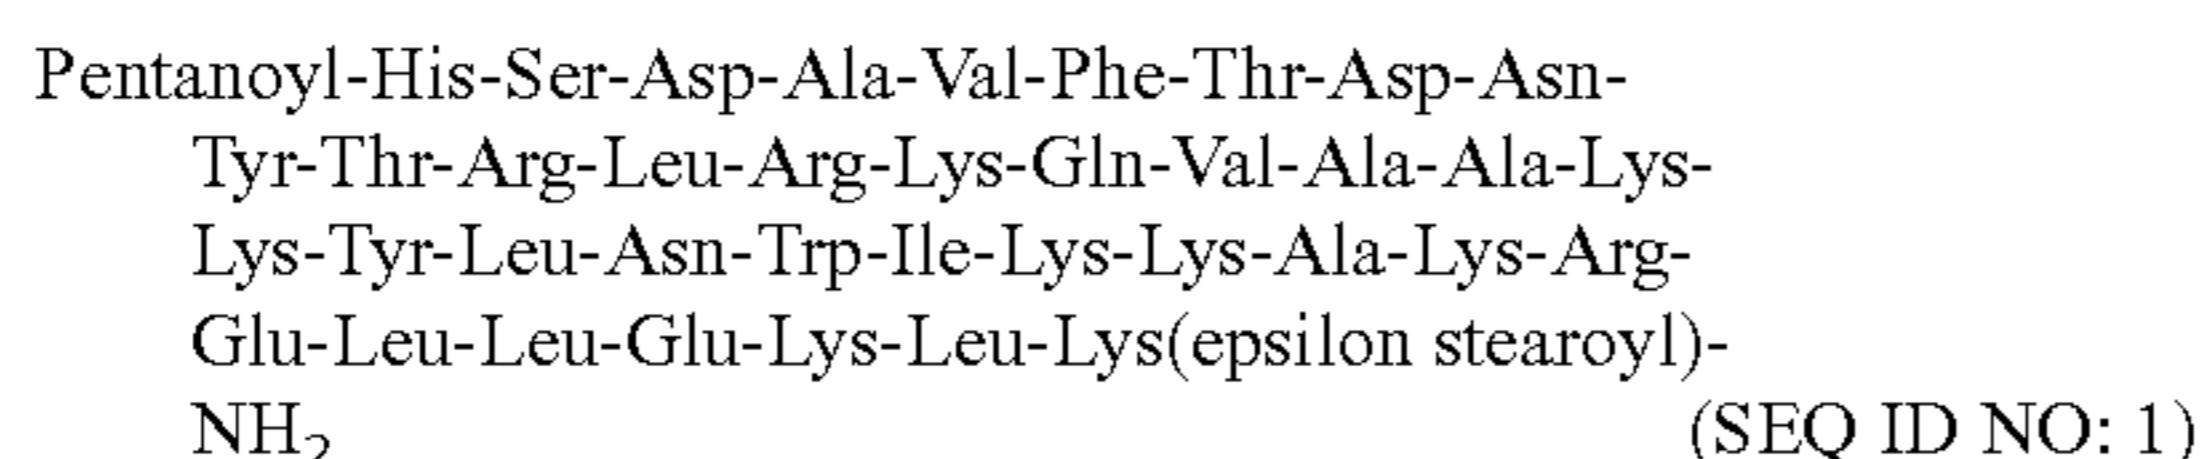 Pentanoyl-His-Ser-Asp-Ala-Val-Phe-Thr-Asp-Asn-
Tyr-Thr-Arg-Leu-Arg-Lys-Gln-Val-Ala-Ala-Lys-
Lys-Tyr-Leu-Asn-Trp-Ile-Lys-Lys-Ala-Lys-Arg-
Glu-Leu-Leu-Glu-Lys-Leu-Lys(epsilon stearoyl)-
NH₂ (SEQ ID NO: 1)